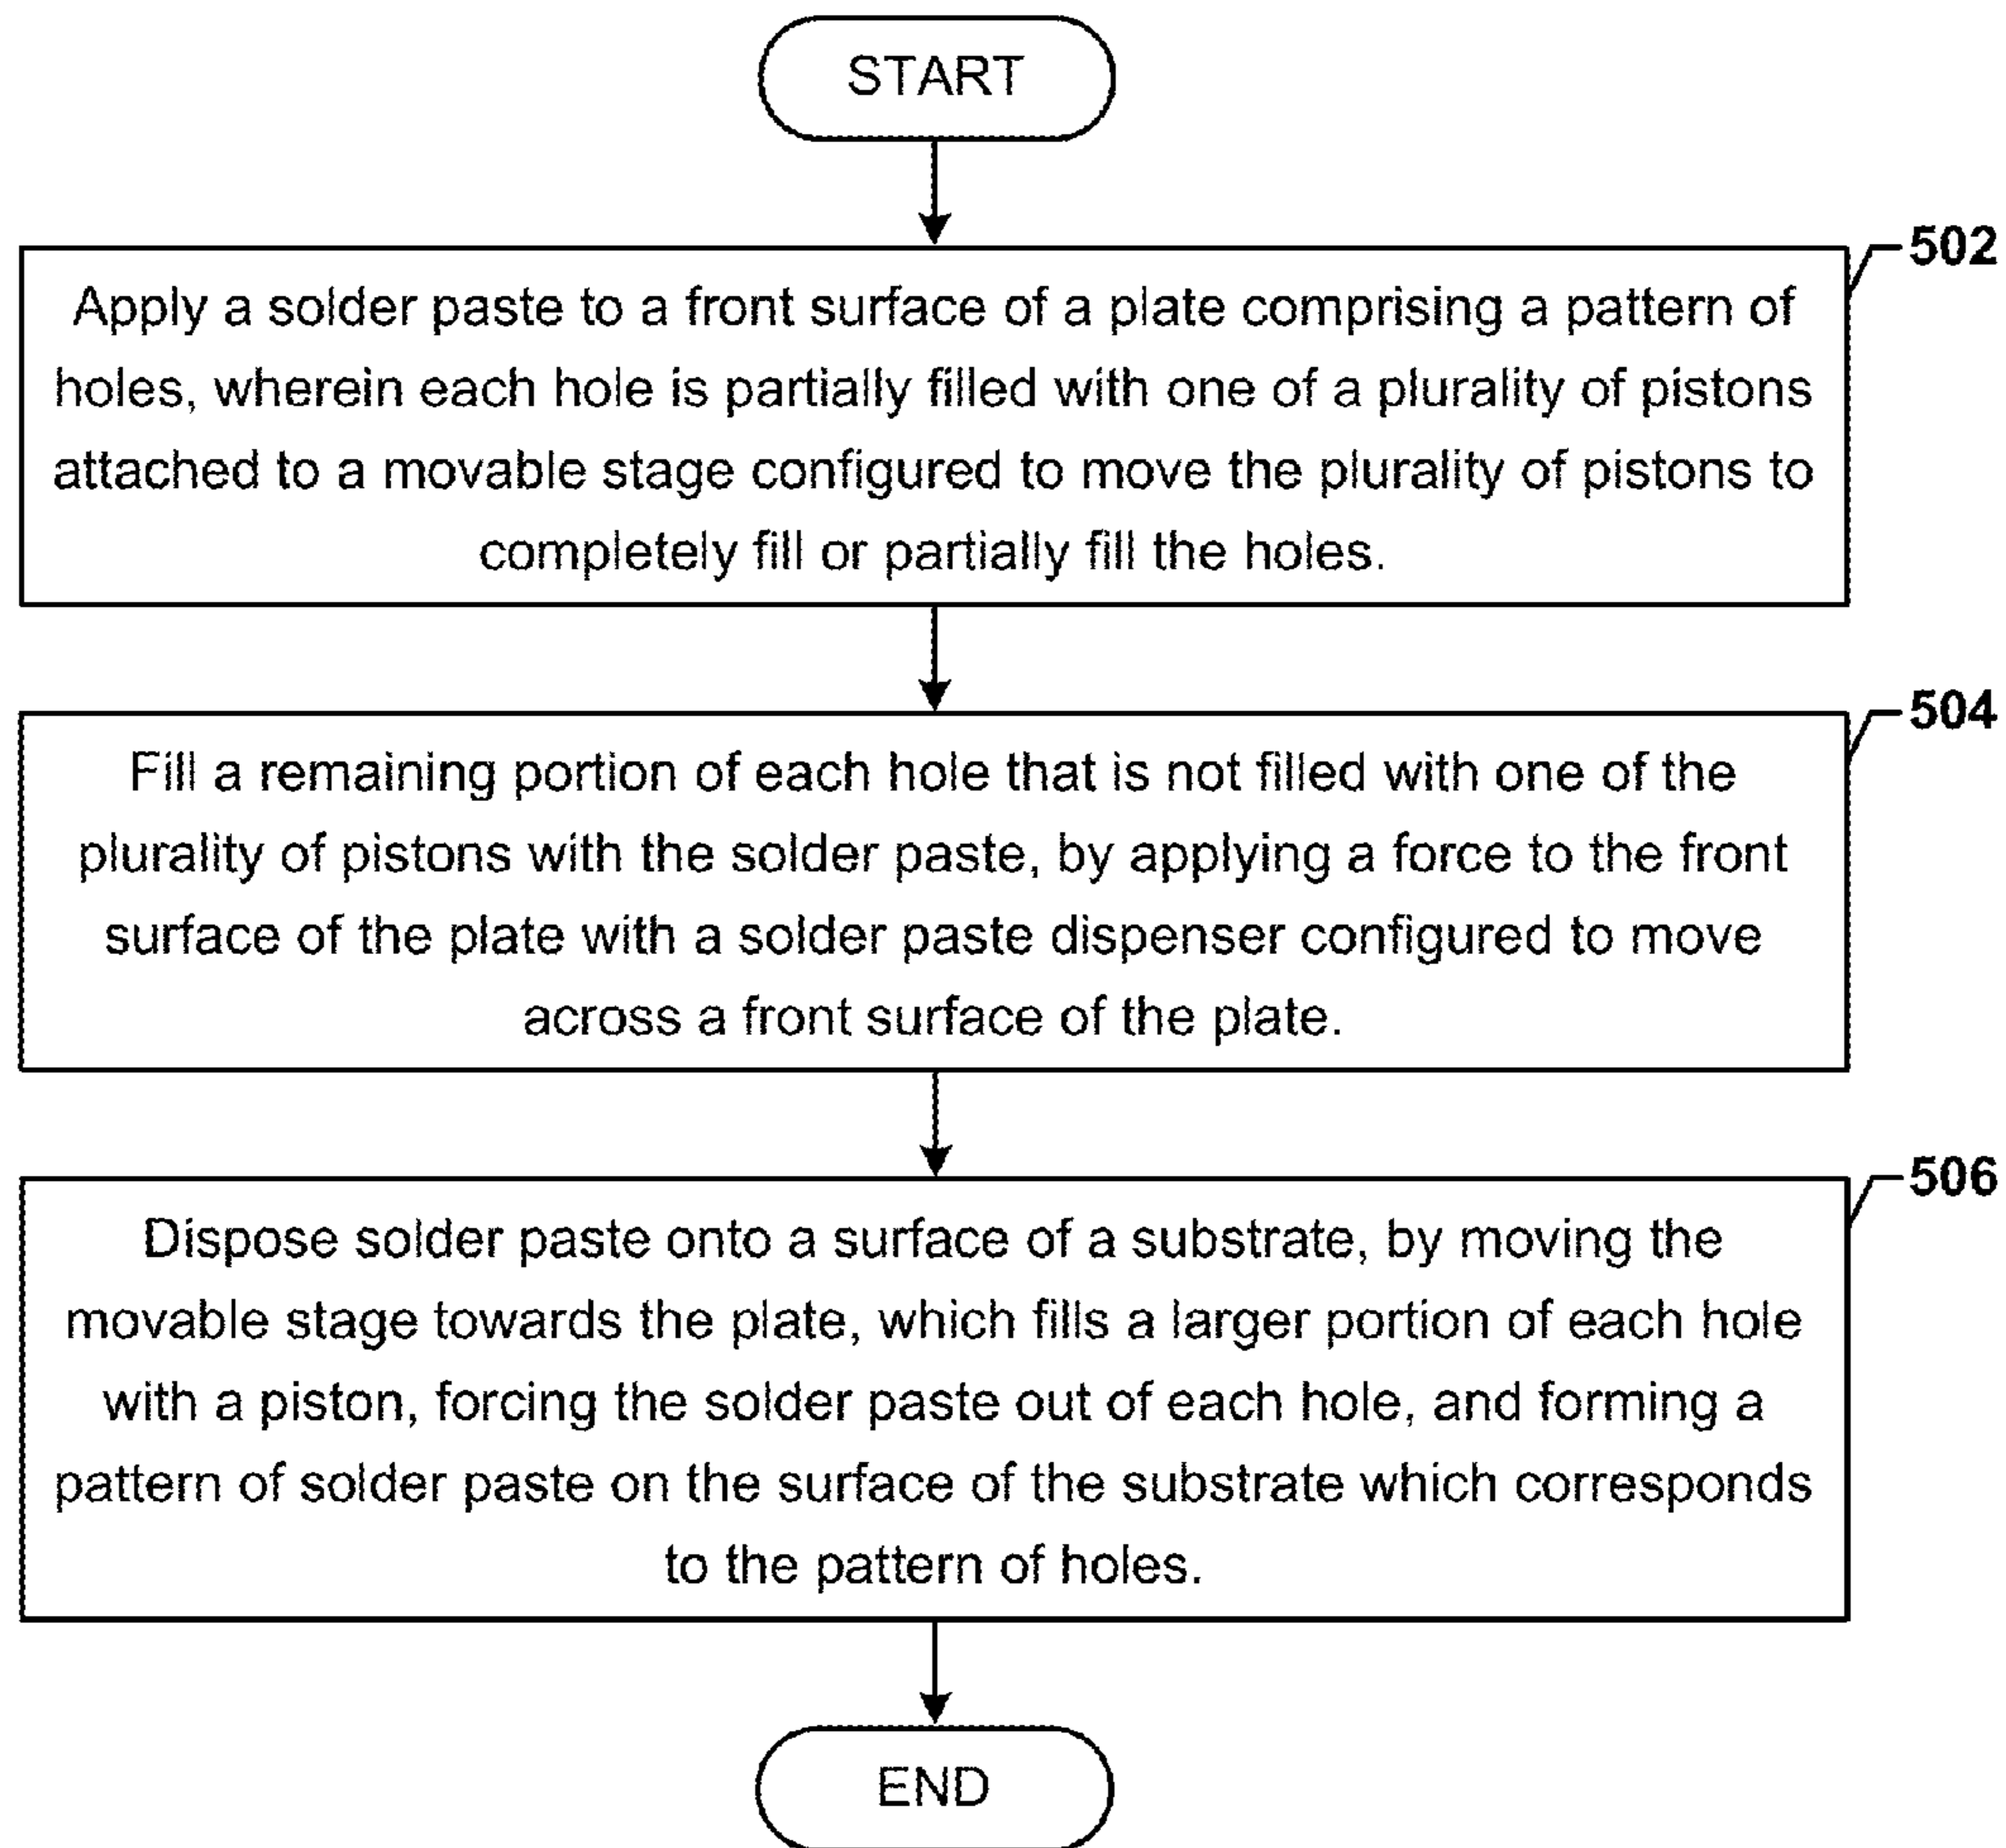 START
502
Apply a solder paste to a front surface of a plate comprising a pattern of
holes, wherein each hole is partially filled with one of a plurality of pistons
attached to a movable stage configured to move the plurality of pistons to
completely fill or partially fill the holes.
504
Fill a remaining portion of each hole that is not filled with one of the
plurality of pistons with the solder paste, by applying a force to the front
surface of the plate with a solder paste dispenser configured to move
across a front surface of the plate.
506
Dispose solder paste onto a surface of a substrate, by moving the
movable stage towards the plate, which fills a larger portion of each hole
with a piston, forcing the solder paste out of each hole, and forming a
pattern of solder paste on the surface of the substrate which corresponds
to the pattern of holes.
END